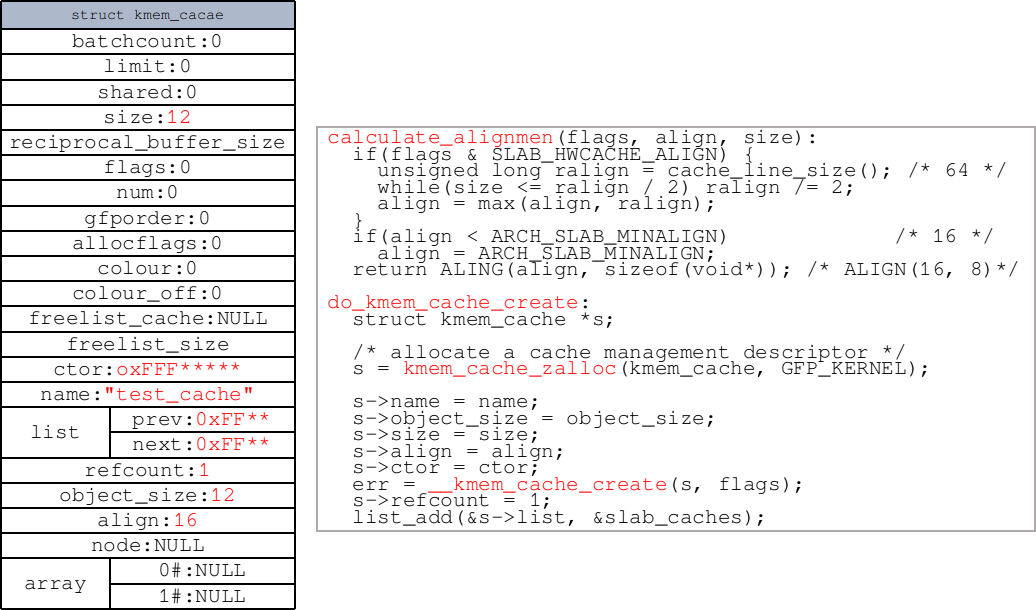 struct kmem_cacae
batchcount:0
limit:0
shared:0
size:12
reciprocal_buffer_size
flags:0
num:0
gfporder:0
allocflags:0
colour:0
colour_off:0
freelist_cache:NULL
freelist_size
ctor:oxFFF*****
name:"test_cache"
list
prev:0xFF**
next:0xFF**
refcount:1
object_size:12
align:16
node:NULL
array
0#:NULL
1#:NULL
calculate_alignmen(flags, align, size):
if(flags & SLAB_HWCACHE_ALIGN) {
unsigned long ralign = cache_line_size(); /* 64 */
while(size <= ralign / 2) ralign /= 2;
align = max(align, ralign);
}
if(align < ARCH_SLAB_MINALIGN) /* 16 */
align = ARCH_SLAB_MINALIGN;
return ALING(align, sizeof(void*)); /* ALIGN(16, 8)*/
do_kmem_cache_create:
struct kmem_cache *s;
/* allocate a cache management descriptor */
s = kmem_cache_zalloc(kmem_cache, GFP_KERNEL);
s->name = name;
s->object_size = object_size;
s->size = size;
s->align = align;
s->ctor = ctor;
err = __kmem_cache_create(s, flags);
s->refcount = 1;
list_add(&s->list, &slab_caches);